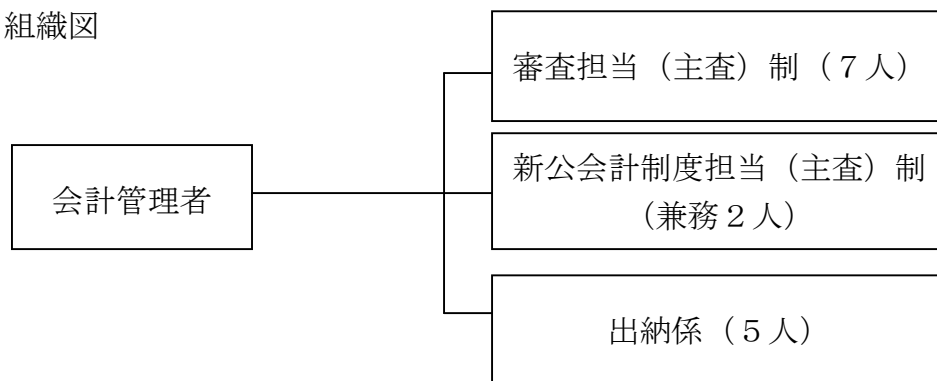 組織図
審査担当（主査）制（７人）
会計管理者
新公会計制度担当（主査）制
（兼務２人）
出納係（５人）